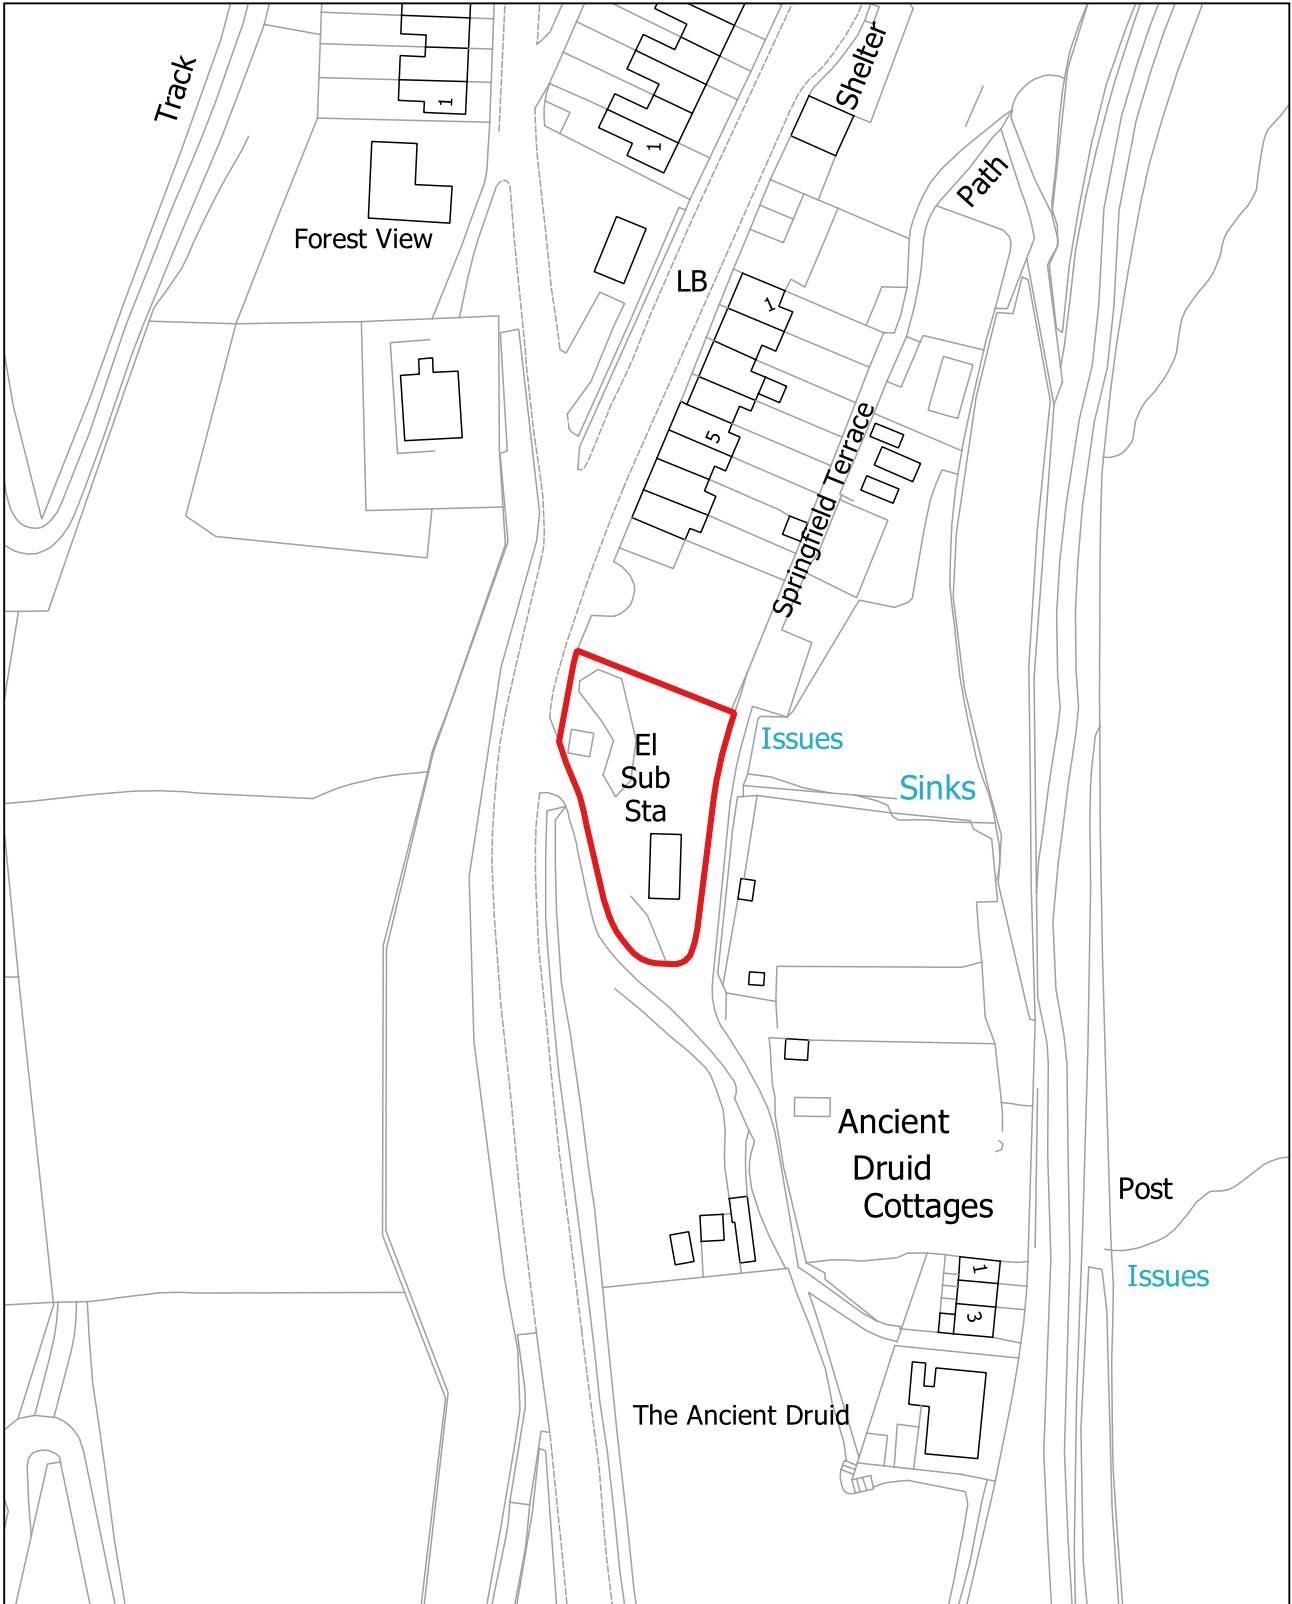 Track
Shelter
1
1
Path
Forest View
LB
1
5
Springfield Terrace
Issues
El
Sub
Sta
Sinks
Ancient
Druid
Cottages
Post
Issues
1
3
The Ancient Druid